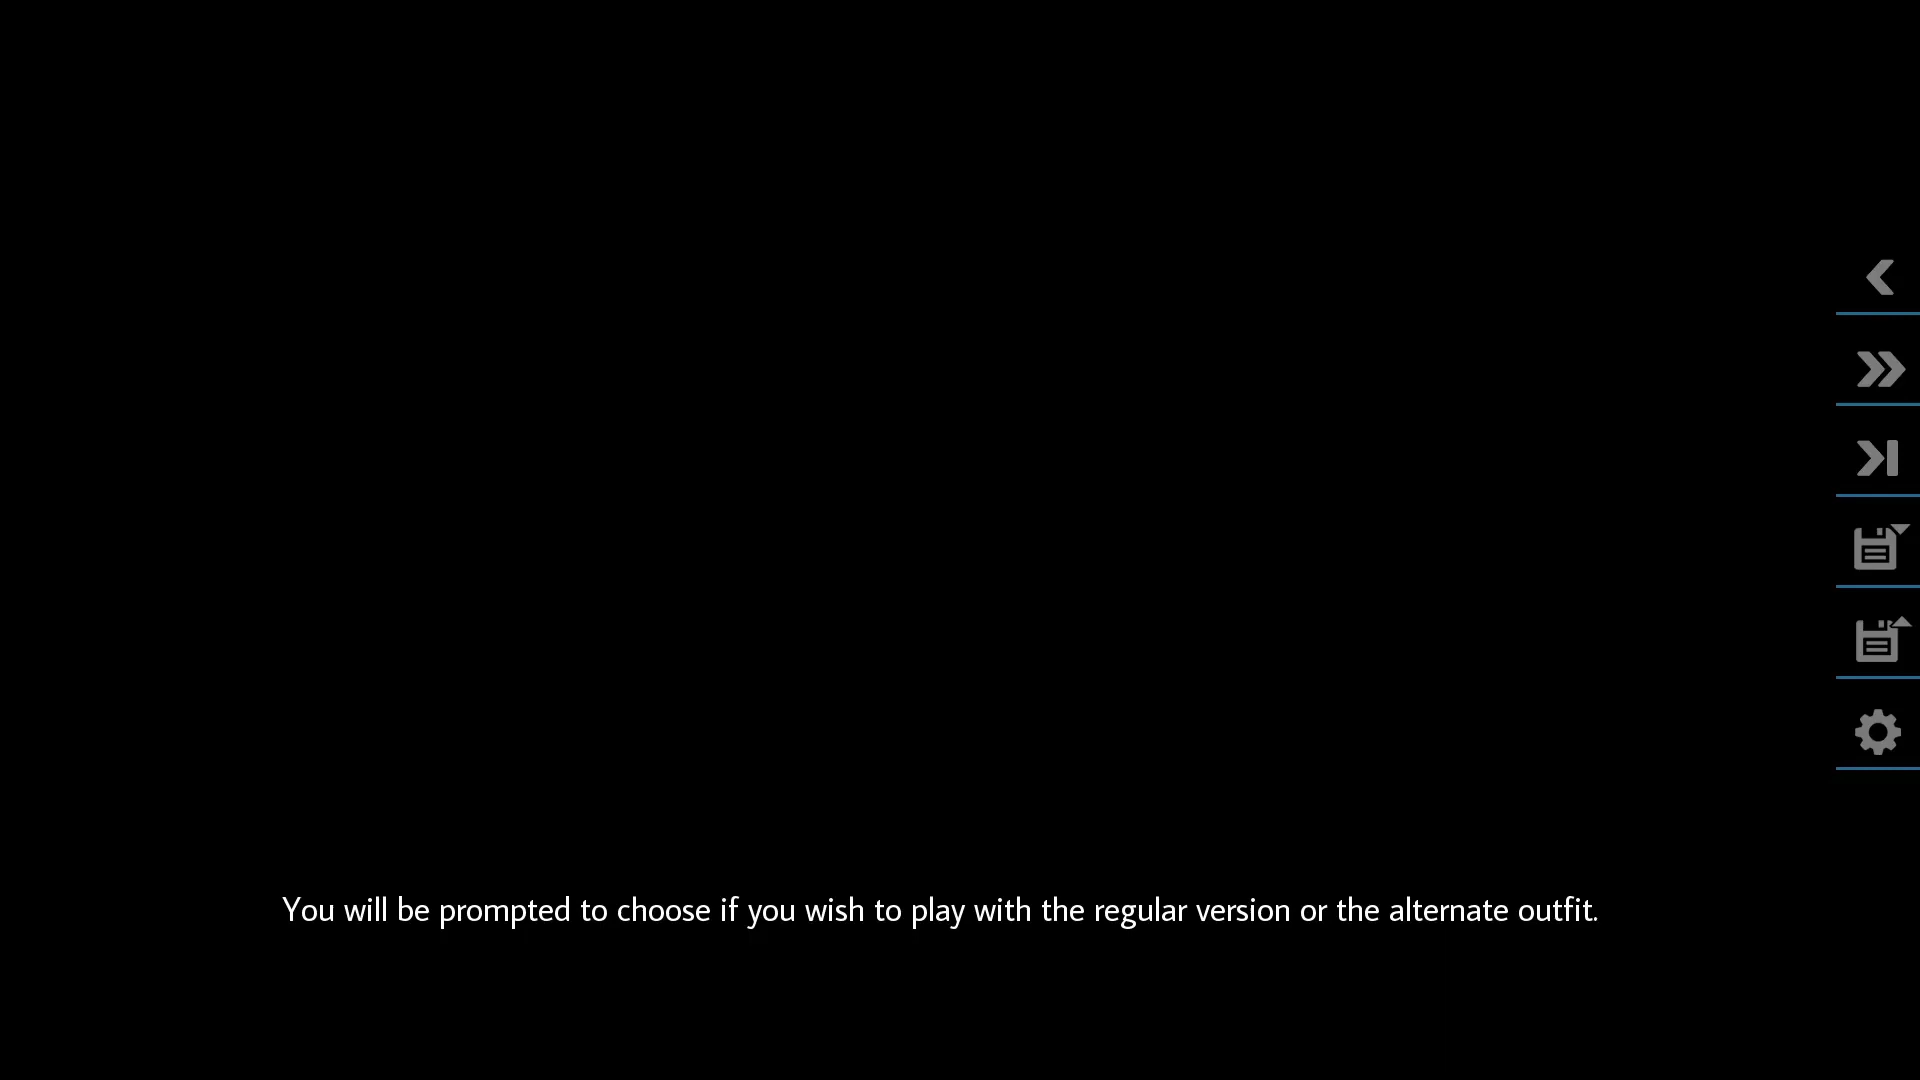 You will be prompted to choose if you wish to play with the regular version or the alternate outfit.